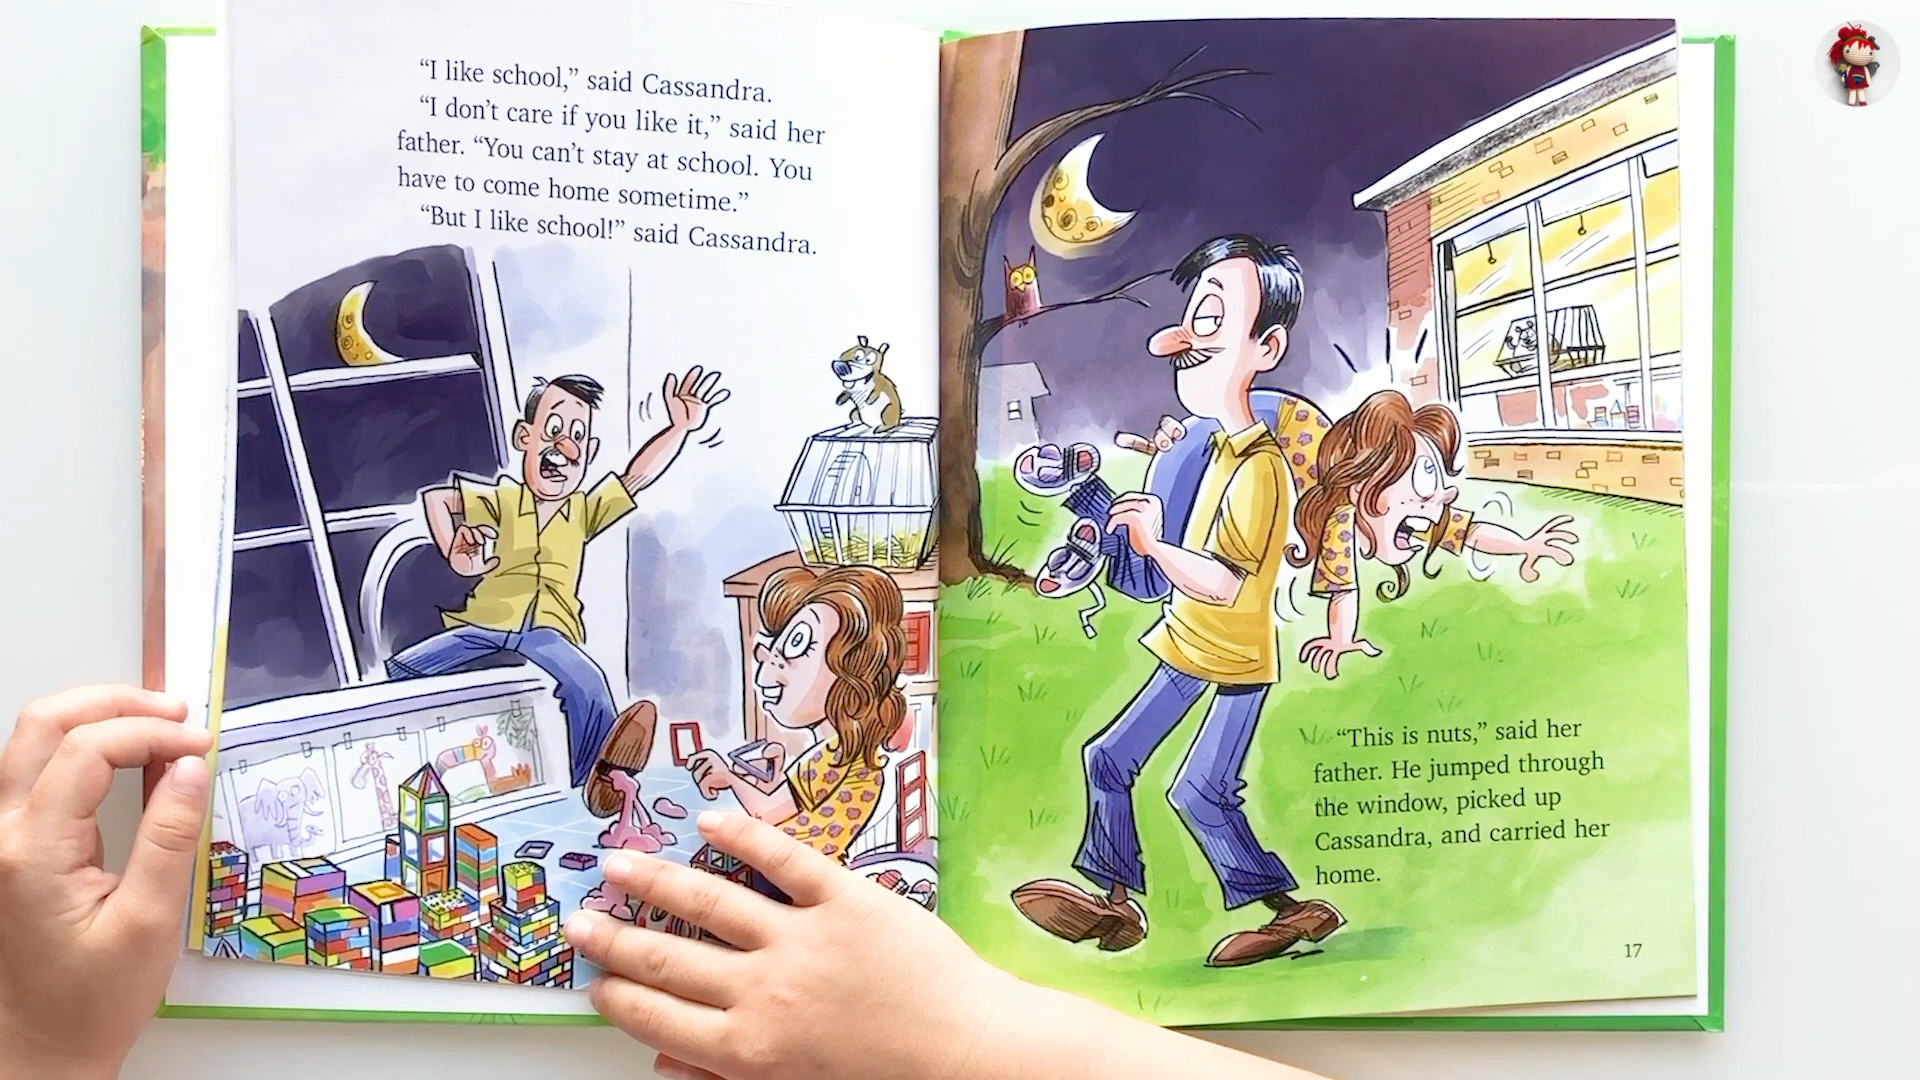 “I like school,” said Cassandra.
“I don’t care if you like it,” said her
father. “You can’t stay at school. You
have to come home sometime.”
“But I like school!” said Cassandra.
“This is nuts,” said her
father. He jumped through
the window, picked up
Cassandra, and carried her
home.
17